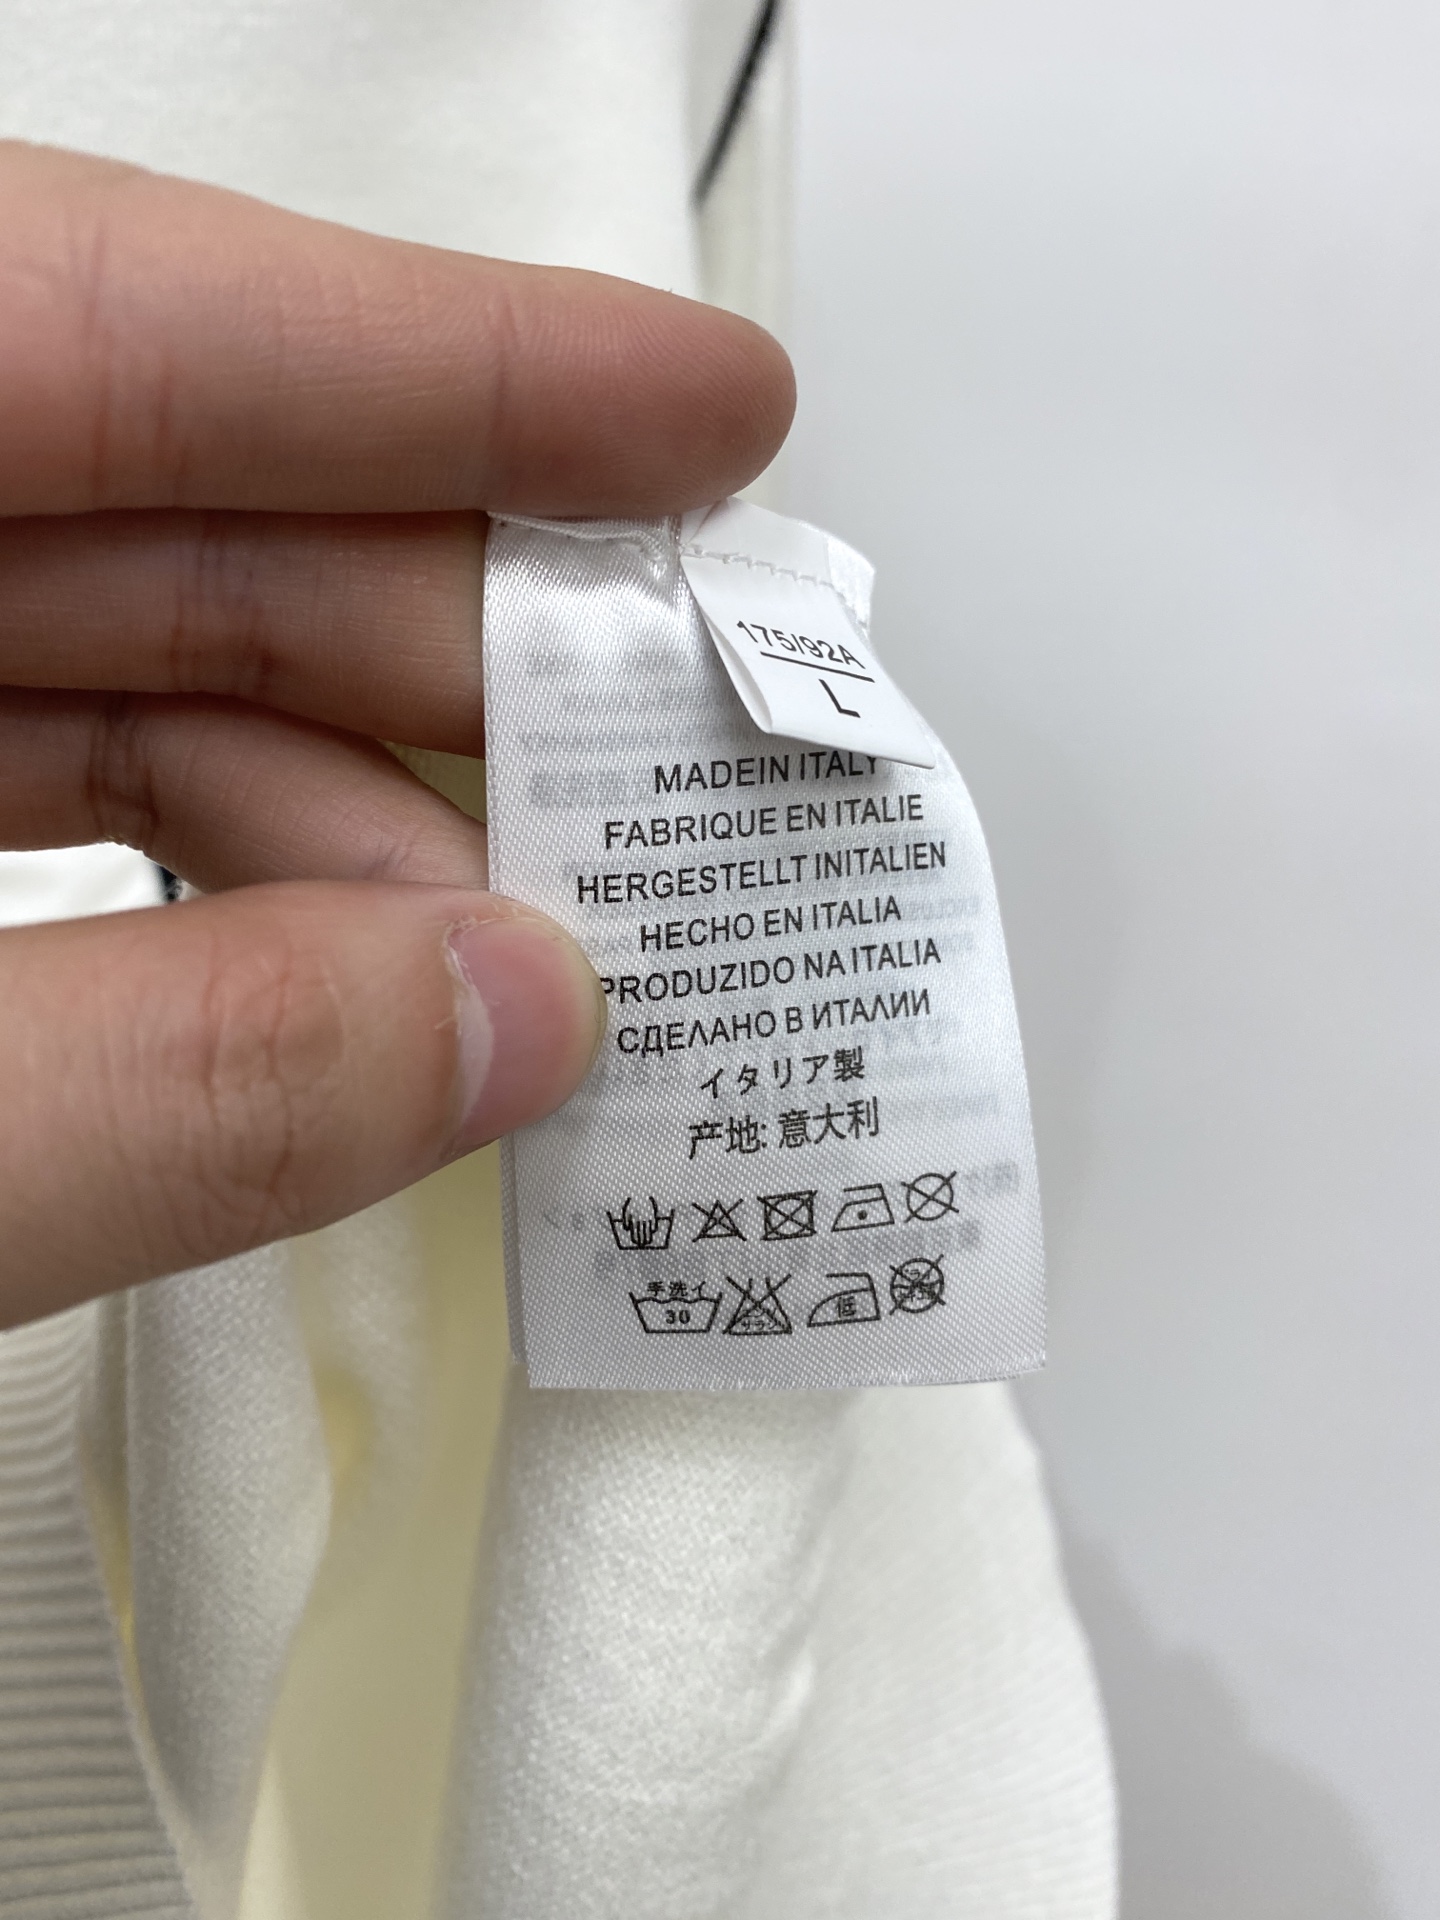 175/92A
L
MADEIN ITALY
FABRIQUE EN ITALIE
HERGESTELLT INITALIEN
HECHO EN ITALIA
PRODUZIDO NA ITALIA
СДЕЛАНО В ИТАЛИИ
イタリア製
产地: 意大利
手洗イ
30
低